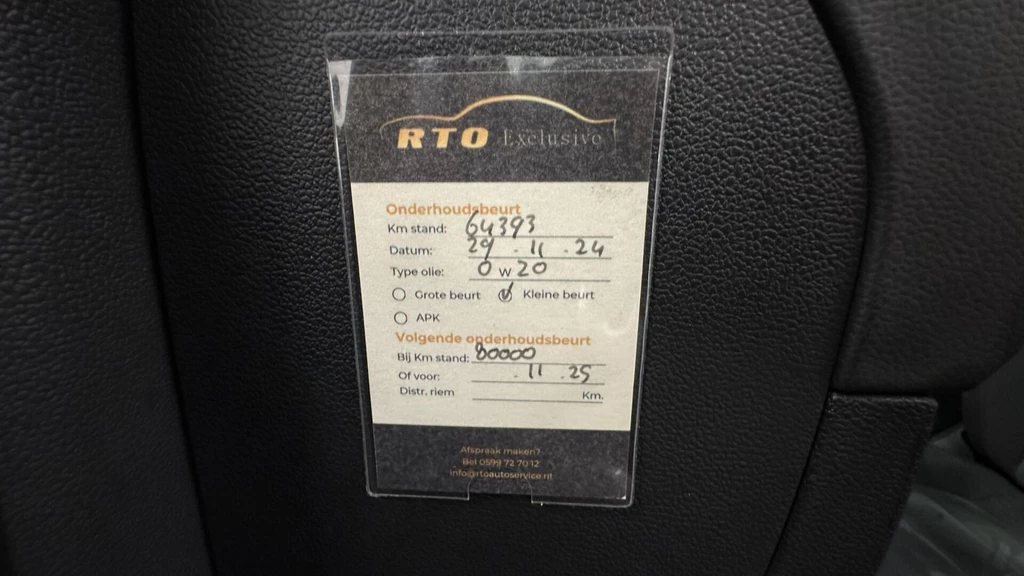 RTO Exclusive
Onderhoudsbeurt
Km stand: 64393
Datum: 29 . 11 . 24
Type olie: 0 w 20
Grote beurt Kleine beurt
APK
Volgende onderhoudsbeurt
Bij Km stand: 80000
Of voor: . 11 . 25
Distr. riem Km.
Afspraak maken?
Bel 0599 72 70 12
info@rtoautoservice.nl